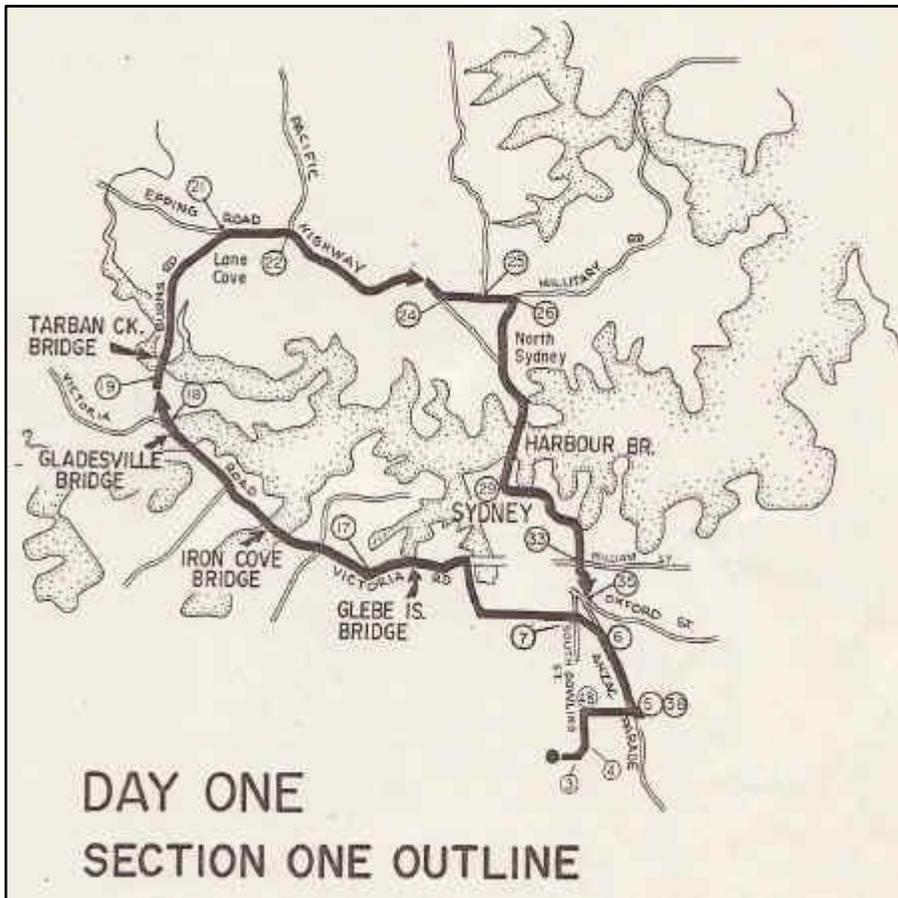 PACIFIC
HIGHWAY
21
EPPING ROAD
Lane
Cove
22
BURNS RD
25
MILLITARY RD
24
26
North
Sydney
TARBAN CK.
BRIDGE
19
18
VICTORIA
ROAD
GLADESVILLE
BRIDGE
HARBOUR BR.
SYDNEY
17
33
IRON COVE
BRIDGE
VICTORIA RD
WILLIAM ST.
35
OXFORD ST.
GLEBE IS.
BRIDGE
7
6
SOUTH DOWLING
ST.
ANZAC PARADE
5
38
3
4
DAY ONE
SECTION ONE OUTLINE